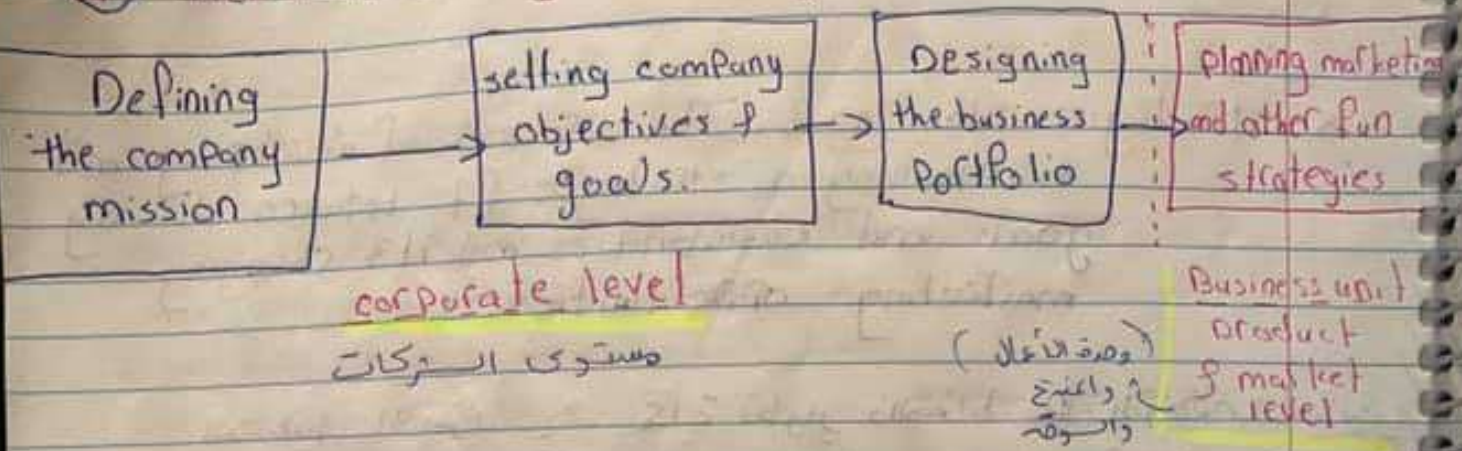 Defining
the company
mission
setting company
objectives &
goals.
Designing
the business
Portfolio
planning marketing
and other fun
strategies
corporate level
مستوى الشركات
Business unit
product
& market
level
(وحدة الأعمال)
والمنتج
والسوق